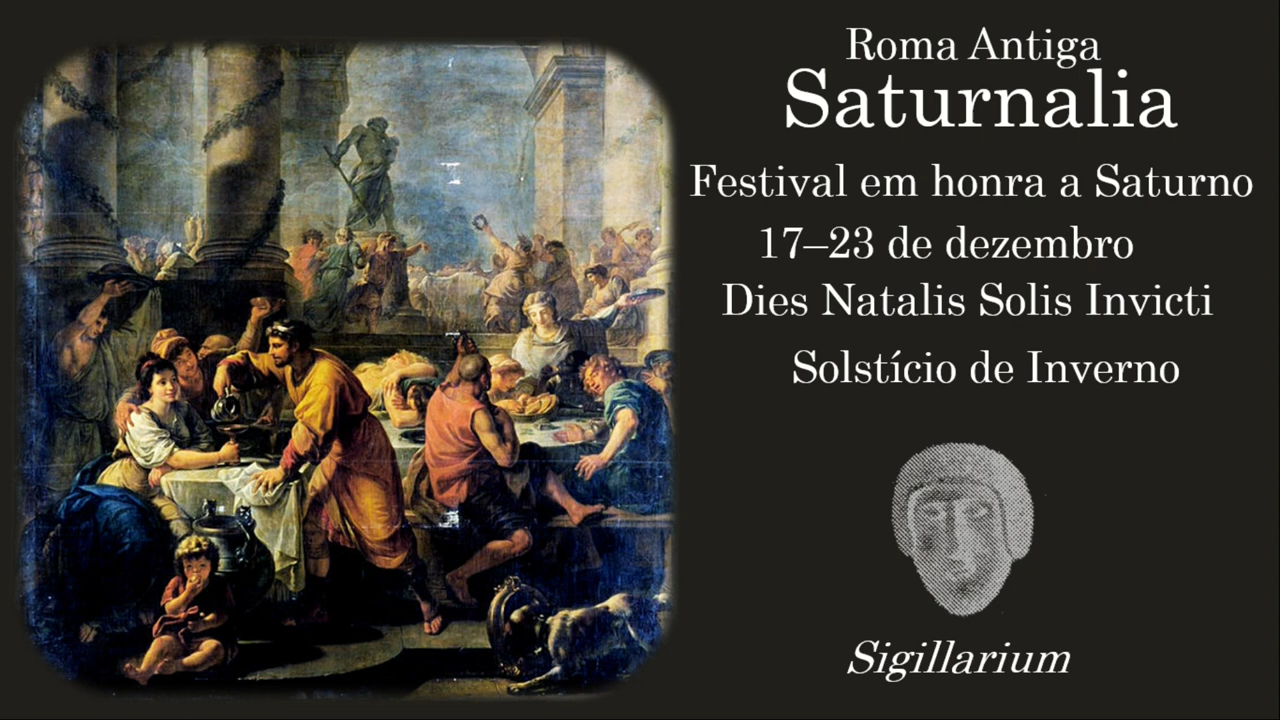 Roma Antiga
Saturnalia
Festival em honra a Saturno
17–23 de dezembro
Dies Natalis Solis Invicti
Solstício de Inverno
Sigillarium